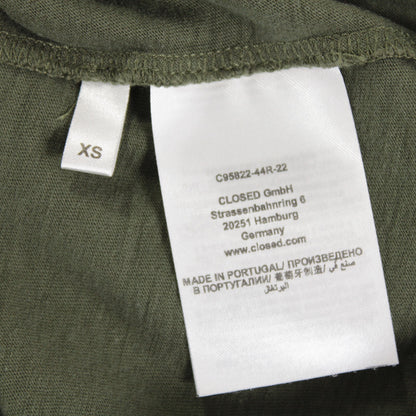 XS
C95822-44R-22
CLOSED GmbH
Strassenbahnring 6
20251 Hamburg
Germany
www.closed.com
MADE IN PORTUGAL/ ПРОИЗВЕДЕНО
В ПОРТУГАЛИИ/ 葡萄牙制造/ صنع في
البرتغال